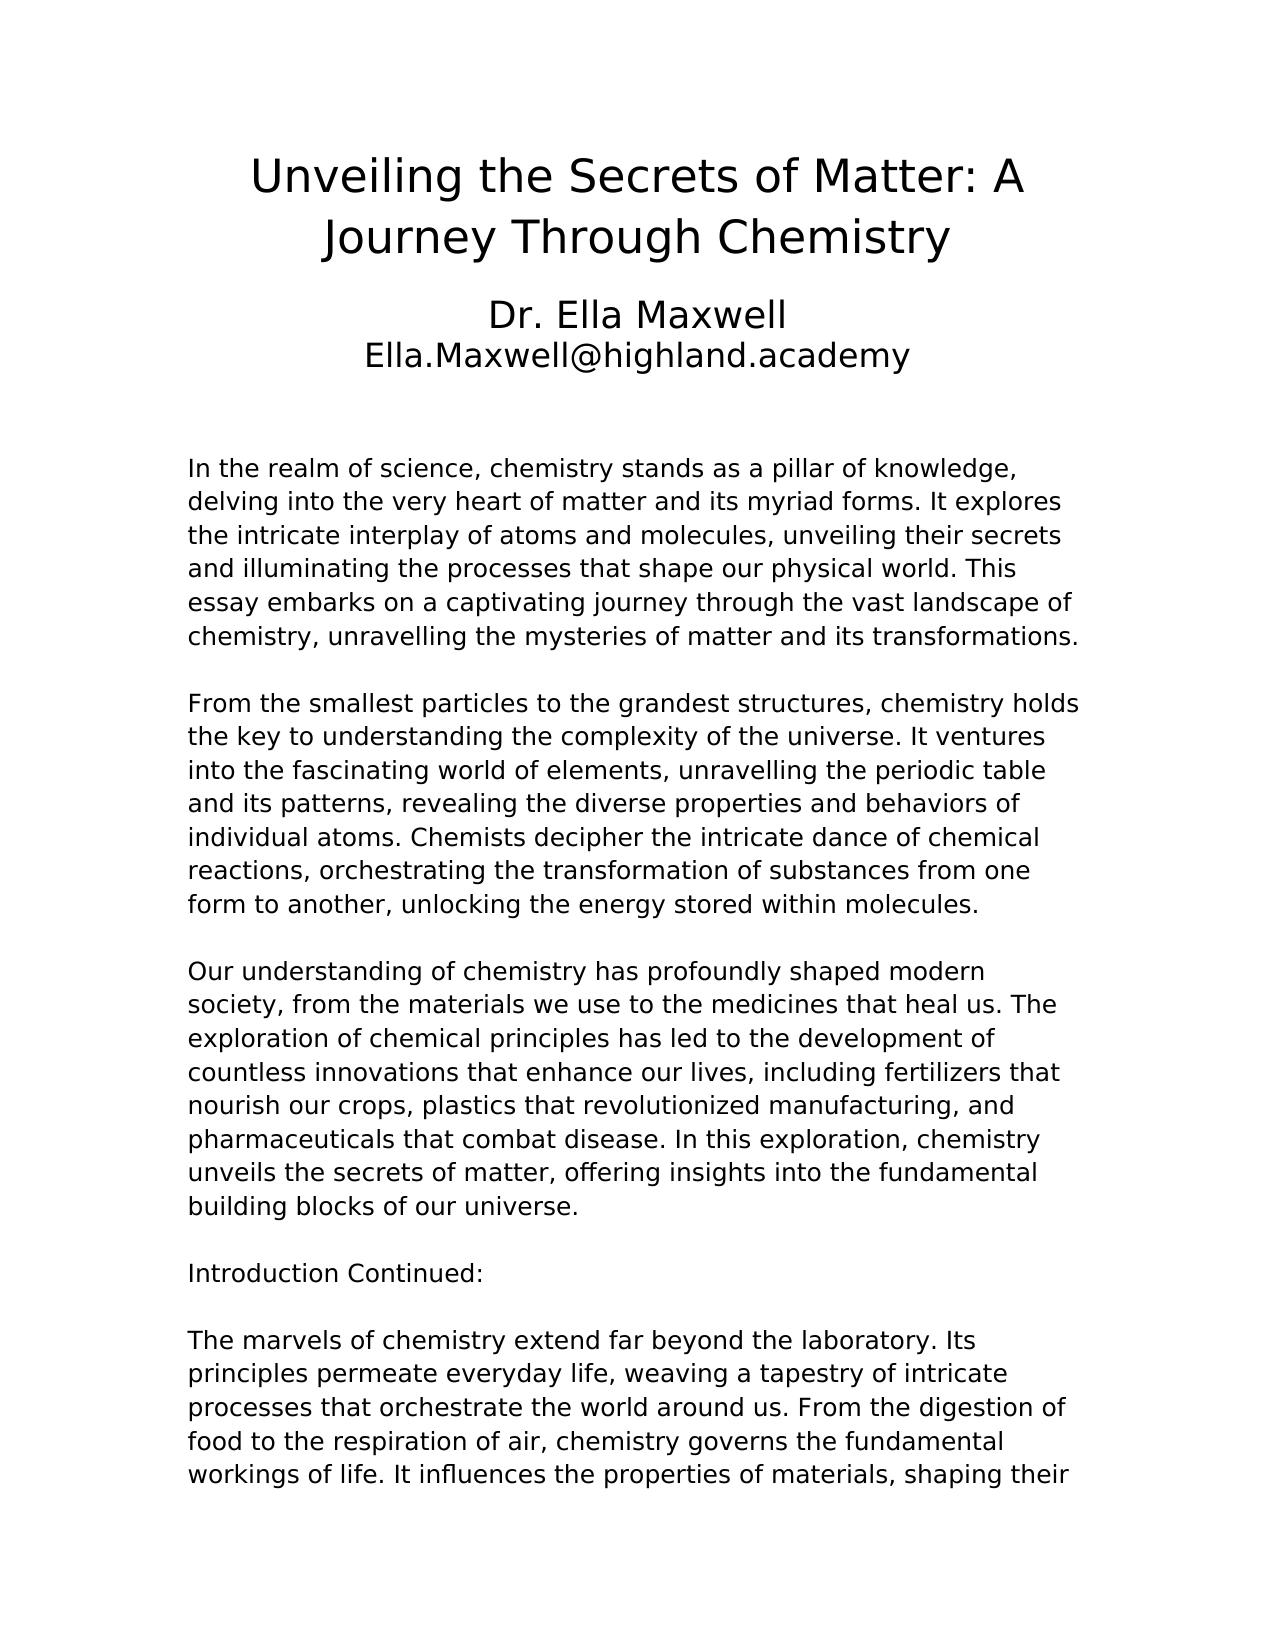 Unveiling the Secrets of Matter: A
Journey Through Chemistry
Dr. Ella Maxwell
Ella.Maxwell@highland.academy
In the realm of science, chemistry stands as a pillar of knowledge,
delving into the very heart of matter and its myriad forms. It explores
the intricate interplay of atoms and molecules, unveiling their secrets
and illuminating the processes that shape our physical world. This
essay embarks on a captivating journey through the vast landscape of
chemistry, unravelling the mysteries of matter and its transformations.
From the smallest particles to the grandest structures, chemistry holds
the key to understanding the complexity of the universe. It ventures
into the fascinating world of elements, unravelling the periodic table
and its patterns, revealing the diverse properties and behaviors of
individual atoms. Chemists decipher the intricate dance of chemical
reactions, orchestrating the transformation of substances from one
form to another, unlocking the energy stored within molecules.
Our understanding of chemistry has profoundly shaped modern
society, from the materials we use to the medicines that heal us. The
exploration of chemical principles has led to the development of
countless innovations that enhance our lives, including fertilizers that
nourish our crops, plastics that revolutionized manufacturing, and
pharmaceuticals that combat disease. In this exploration, chemistry
unveils the secrets of matter, offering insights into the fundamental
building blocks of our universe.
Introduction Continued:
The marvels of chemistry extend far beyond the laboratory. Its
principles permeate everyday life, weaving a tapestry of intricate
processes that orchestrate the world around us. From the digestion of
food to the respiration of air, chemistry governs the fundamental
workings of life. It influences the properties of materials, shaping their